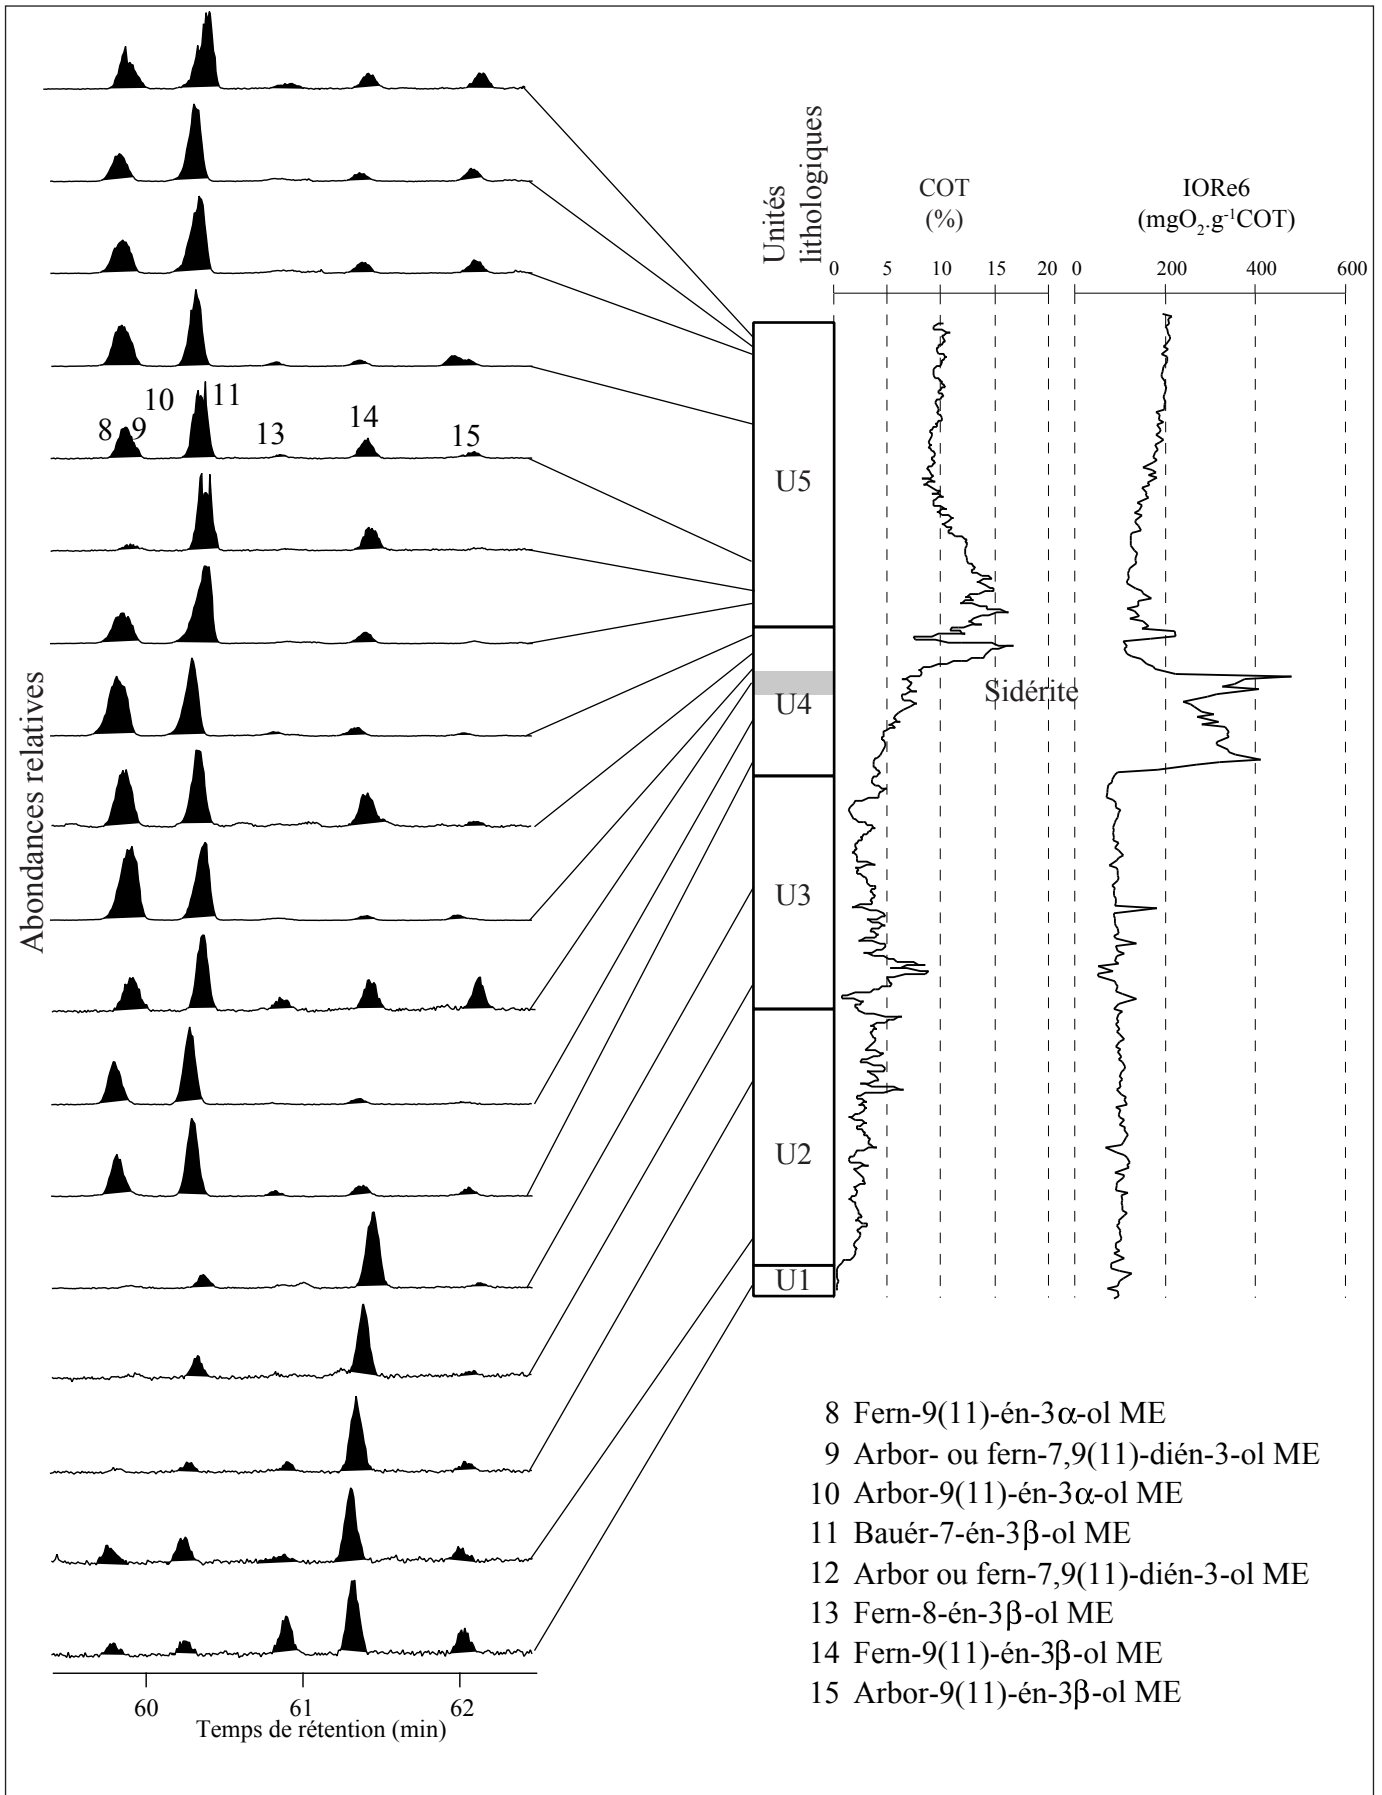 Abondances relatives
8
9
10
11
13
14
15
60
61
62
Temps de rétention (min)
Unités
lithologiques
U5
U4
U3
U2
U1
COT
(%)
0 5 10 15 20
IORe6
(mgO₂.g⁻¹COT)
0 200 400 600
Sidérite
8 Fern-9(11)-én-3α-ol ME
9 Arbor- ou fern-7,9(11)-dién-3-ol ME
10 Arbor-9(11)-én-3α-ol ME
11 Bauér-7-én-3β-ol ME
12 Arbor ou fern-7,9(11)-dién-3-ol ME
13 Fern-8-én-3β-ol ME
14 Fern-9(11)-én-3β-ol ME
15 Arbor-9(11)-én-3β-ol ME